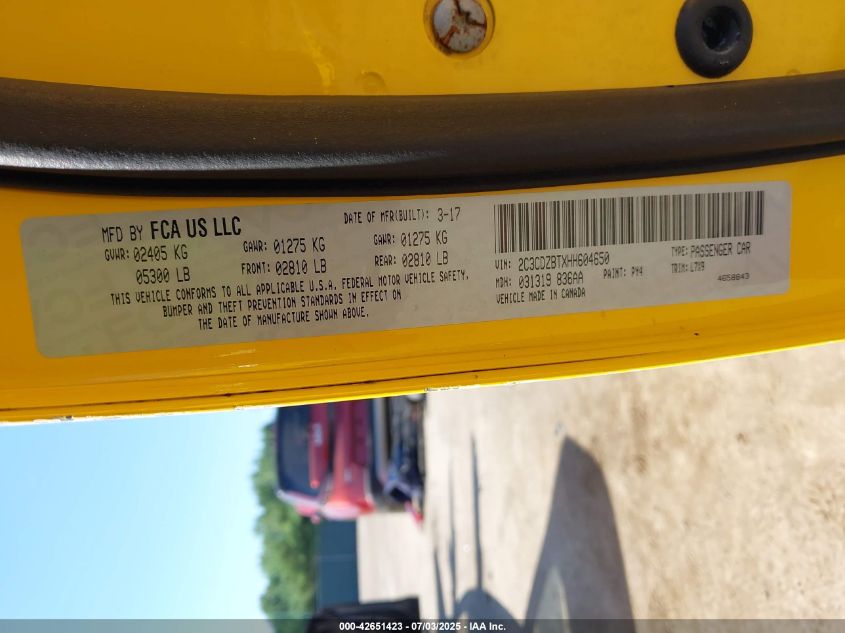 MFD BY FCA US LLC
DATE OF MFR(BUILT): 3-17
GVWR: 02405 KG
05300 LB
GAWR: 01275 KG
FRONT: 02810 LB
GAWR: 01275 KG
REAR: 02810 LB
THIS VEHICLE CONFORMS TO ALL APPLICABLE U.S.A. FEDERAL MOTOR VEHICLE SAFETY,
BUMPER AND THEFT PREVENTION STANDARDS IN EFFECT ON
THE DATE OF MANUFACTURE SHOWN ABOVE.
VIN: 2C3CDZBTXHH604650
TYPE: PASSENGER CAR
MDH: 031319 836AA
PAINT: PY4
TRIM: L7X9
VEHICLE MADE IN CANADA
4658643
000-42651423 - 07/03/2025 - IAA Inc.